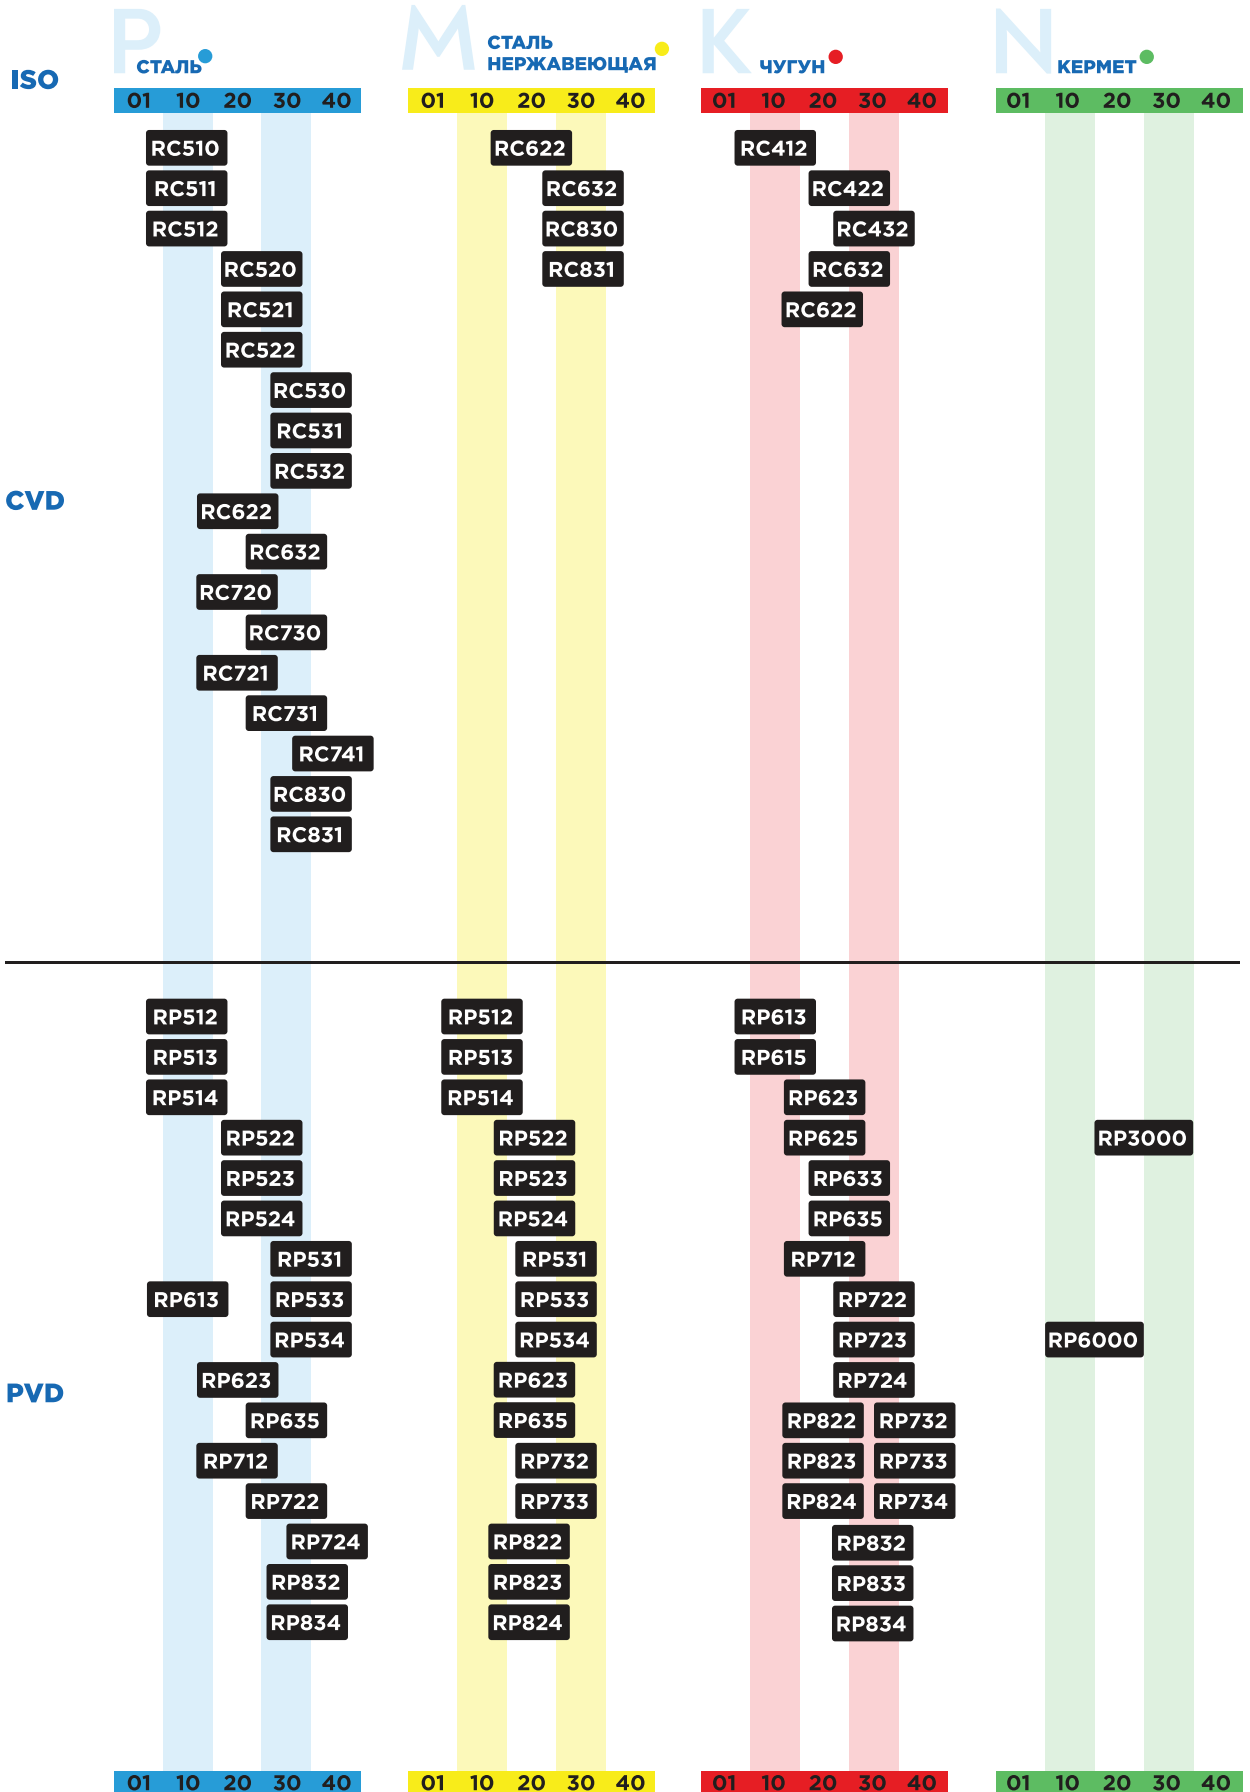 P СТАЛЬ
M СТАЛЬ
НЕРЖАВЕЮЩАЯ
K ЧУГУН
N КЕРМЕТ
ISO
01 10 20 30 40 01 10 20 30 40 01 10 20 30 40 01 10 20 30 40
RC510 RC622 RC412
RC511 RC632 RC422
RC512 RC830 RC432
RC520 RC831 RC632
RC521 RC622
RC522
RC530
RC531
RC532
CVD
RC622
RC632
RC720
RC730
RC721
RC731
RC741
RC830
RC831
RP512 RP512 RP613
RP513 RP513 RP615
RP514 RP514 RP623
RP522 RP522 RP625 RP3000
RP523 RP523 RP633
RP524 RP524 RP635
RP531 RP531 RP712
RP613 RP533 RP533 RP722
RP534 RP534 RP723 RP6000
PVD
RP623 RP623 RP724
RP635 RP635 RP822 RP732
RP712 RP732 RP823 RP733
RP722 RP733 RP824 RP734
RP724 RP822 RP832
RP832 RP823 RP833
RP834 RP824 RP834
01 10 20 30 40 01 10 20 30 40 01 10 20 30 40 01 10 20 30 40